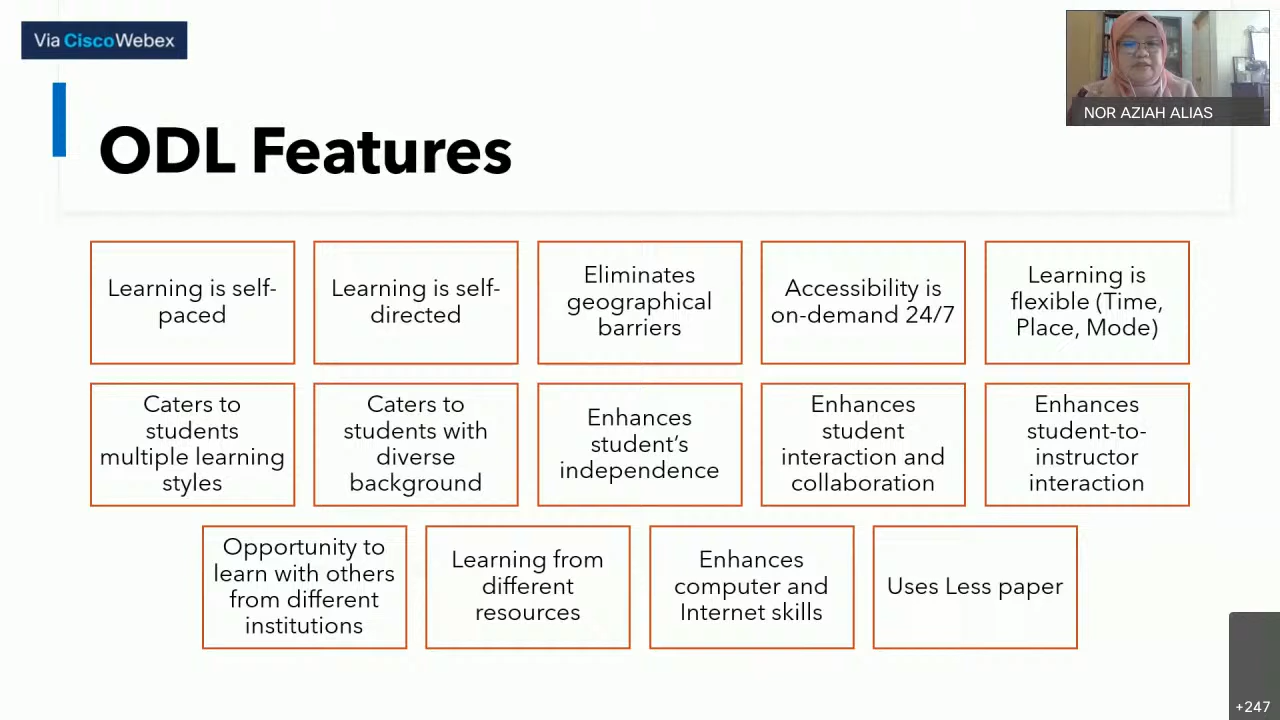 Via Cisco Webex
NOR AZIAH ALIAS
ODL Features
Learning is self-
paced
Learning is self-
directed
Eliminates
geographical
barriers
Accessibility is
on-demand 24/7
Learning is
flexible (Time,
Place, Mode)
Caters to
students
multiple learning
styles
Caters to
students with
diverse
background
Enhances
student’s
independence
Enhances
student
interaction and
collaboration
Enhances
student-to-
instructor
interaction
Opportunity to
learn with others
from different
institutions
Learning from
different
resources
Enhances
computer and
Internet skills
Uses Less paper
+247